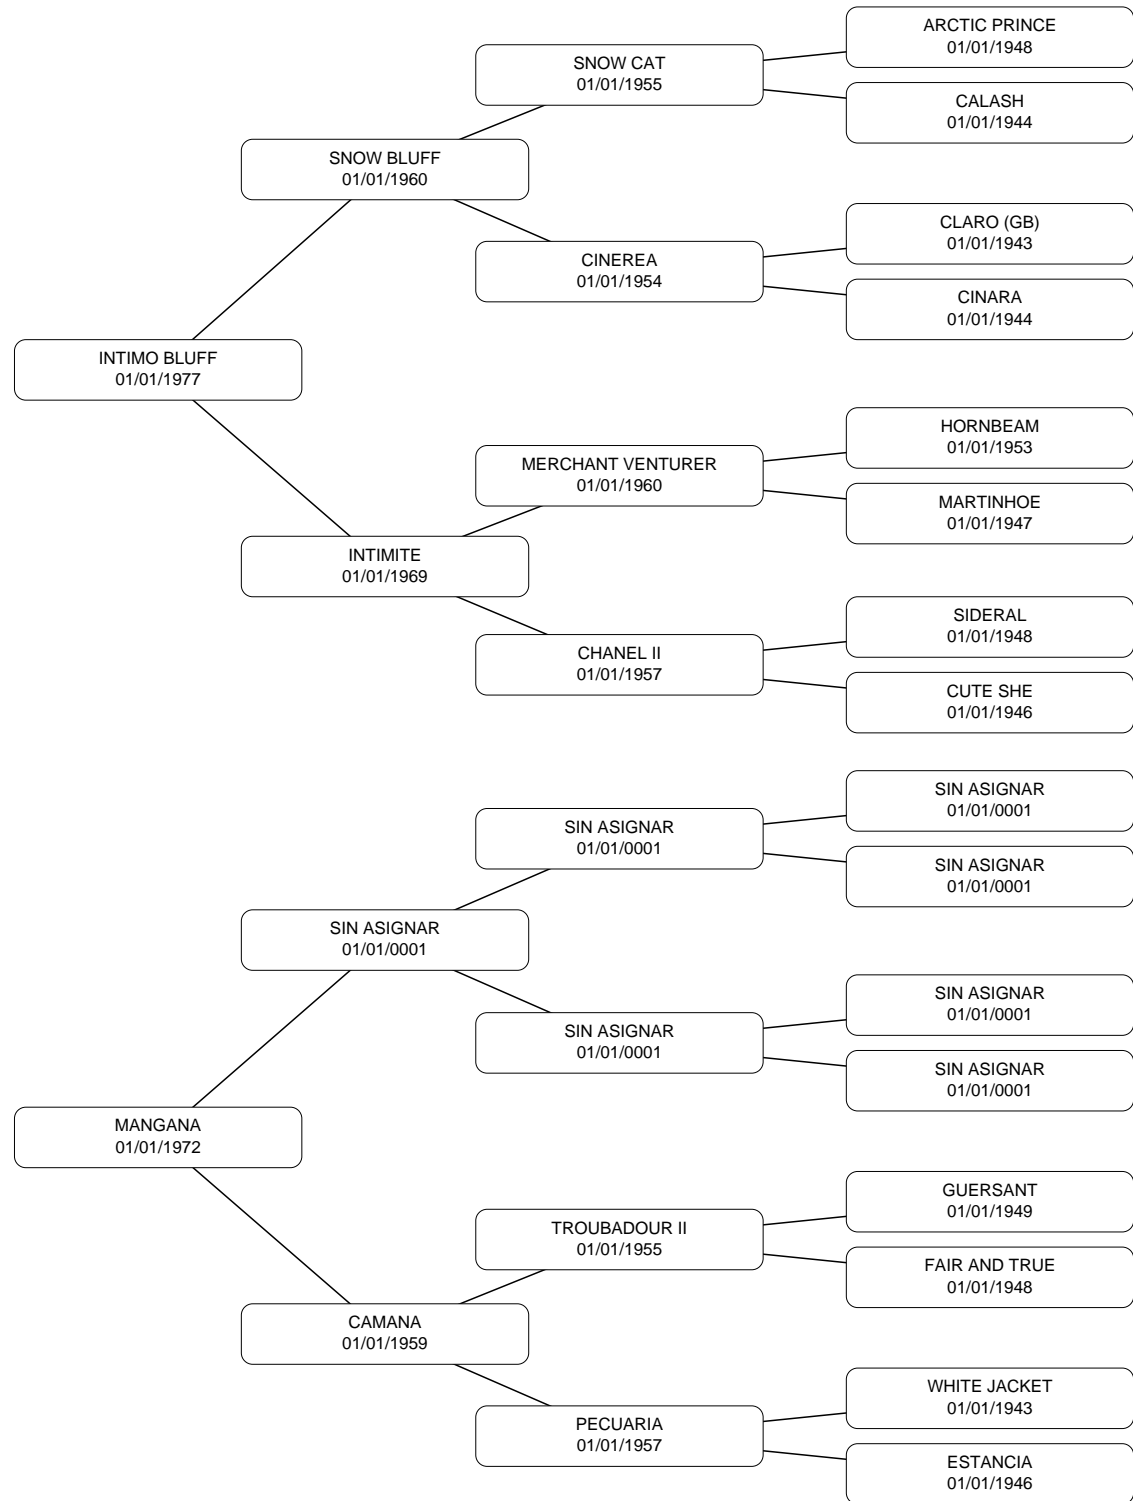 ARCTIC PRINCE
01/01/1948
SNOW CAT
01/01/1955
CALASH
01/01/1944
SNOW BLUFF
01/01/1960
CLARO (GB)
01/01/1943
CINEREA
01/01/1954
CINARA
01/01/1944
INTIMO BLUFF
01/01/1977
HORNBEAM
01/01/1953
MERCHANT VENTURER
01/01/1960
MARTINHOE
01/01/1947
INTIMITE
01/01/1969
SIDERAL
01/01/1948
CHANEL II
01/01/1957
CUTE SHE
01/01/1946
SIN ASIGNAR
01/01/0001
SIN ASIGNAR
01/01/0001
SIN ASIGNAR
01/01/0001
SIN ASIGNAR
01/01/0001
SIN ASIGNAR
01/01/0001
SIN ASIGNAR
01/01/0001
SIN ASIGNAR
01/01/0001
MANGANA
01/01/1972
GUERSANT
01/01/1949
TROUBADOUR II
01/01/1955
FAIR AND TRUE
01/01/1948
CAMANA
01/01/1959
WHITE JACKET
01/01/1943
PECUARIA
01/01/1957
ESTANCIA
01/01/1946